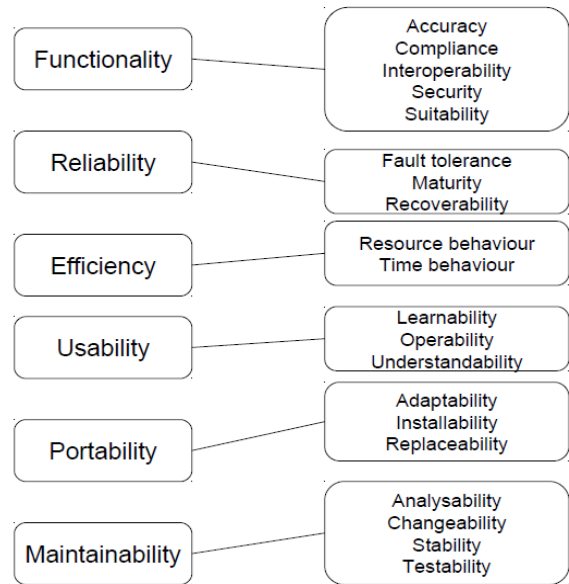 Functionality
Accuracy
Compliance
Interoperability
Security
Suitability
Reliability
Fault tolerance
Maturity
Recoverability
Efficiency
Resource behaviour
Time behaviour
Usability
Learnability
Operability
Understandability
Portability
Adaptability
Installability
Replaceability
Maintainability
Analysability
Changeability
Stability
Testability